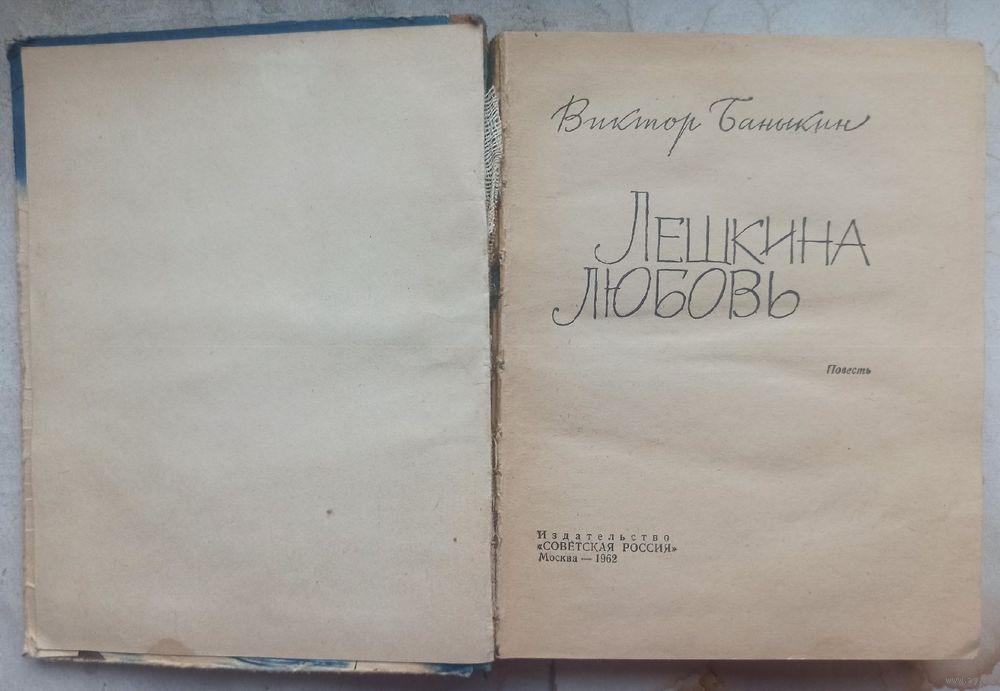 Виктор Баныкин
ЛЕШКИНА
ЛЮБОВЬ
Повесть
Издательство
«СОВЕТСКАЯ РОССИЯ»
Москва — 1962